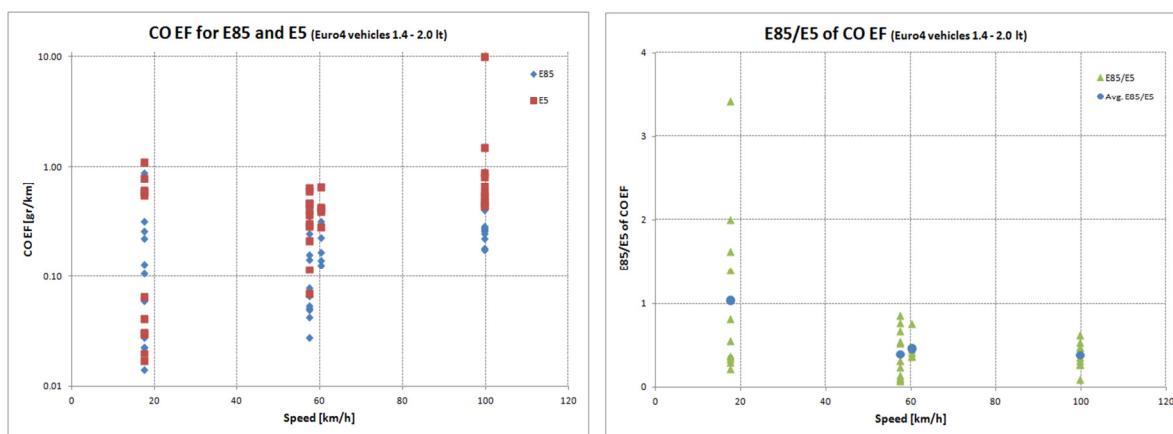 CO EF for E85 and E5 (Euro4 vehicles 1.4 - 2.0 lt)
10.00
1.00
0.10
0.01
CO EF[gr/km]
E85
E5
0 20 40 60 80 100 120
Speed [km/h]
E85/E5 of CO EF (Euro4 vehicles 1.4 - 2.0 lt)
4
3
2
1
0
E85/E5 of CO EF
E85/E5
Avg. E85/E5
0 20 40 60 80 100 120
Speed [km/h]